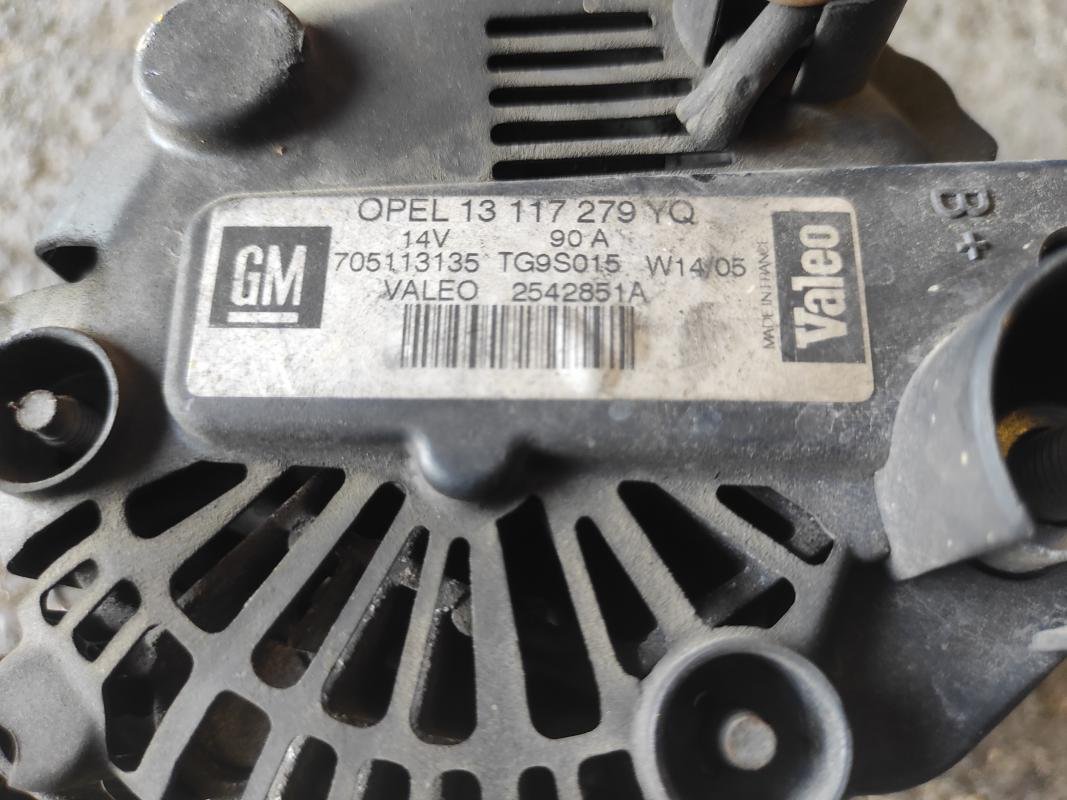 OPEL 13 117 279 YQ
14V 90 A
705113135 TG9S015 W14/05
VALEO 2542851A
GM
MADE IN FRANCE
Valeo
B+